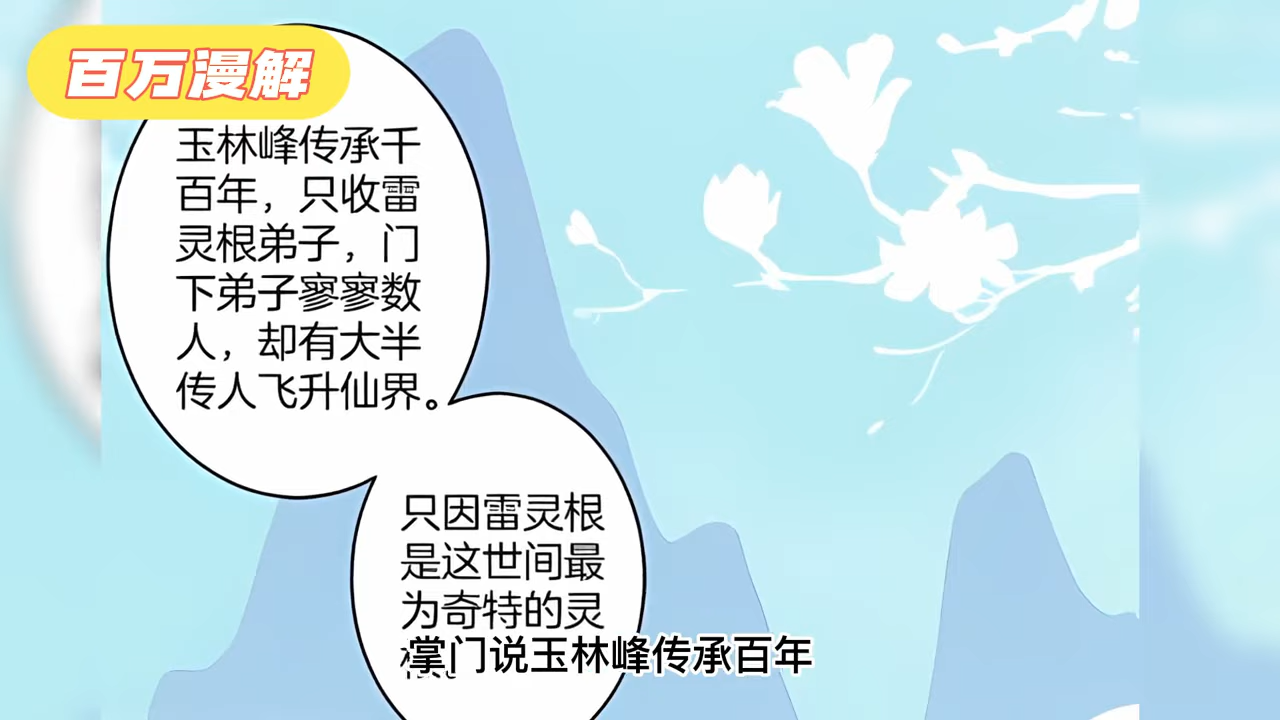 百万漫解
玉林峰传承千
百年，只收雷
灵根弟子，门
下弟子寥寥数
人，却有大半
传人飞升仙界。
只因雷灵根
是这世间最
为奇特的灵
掌门说玉林峰传承百年